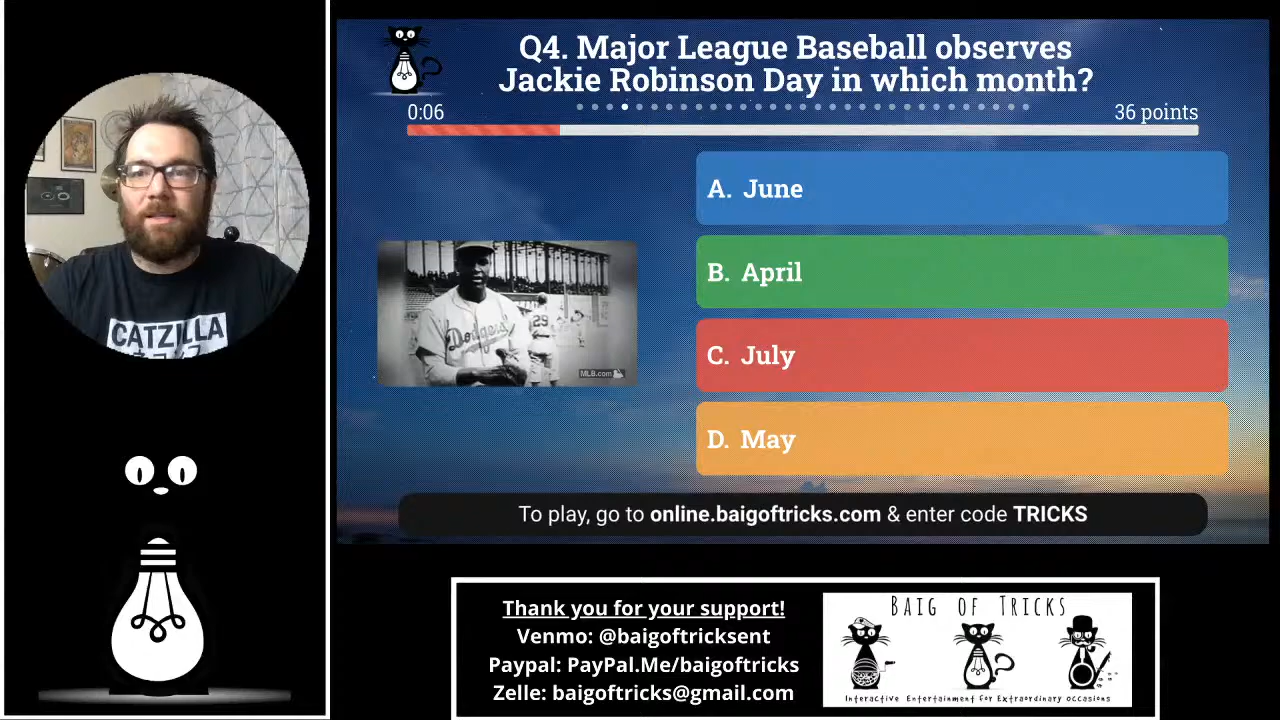 Q4. Major League Baseball observes
Jackie Robinson Day in which month?
0:06
36 points
A. June
B. April
C. July
D. May
Dodgers
29
MLB.com
CATZILLA
To play, go to online.baigoftricks.com & enter code TRICKS
Thank you for your support!
Venmo: @baigoftricksent
Paypal: PayPal.Me/baigoftricks
Zelle: baigoftricks@gmail.com
BAIG OF TRICKS
Interactive Entertainment for Extraordinary occasions